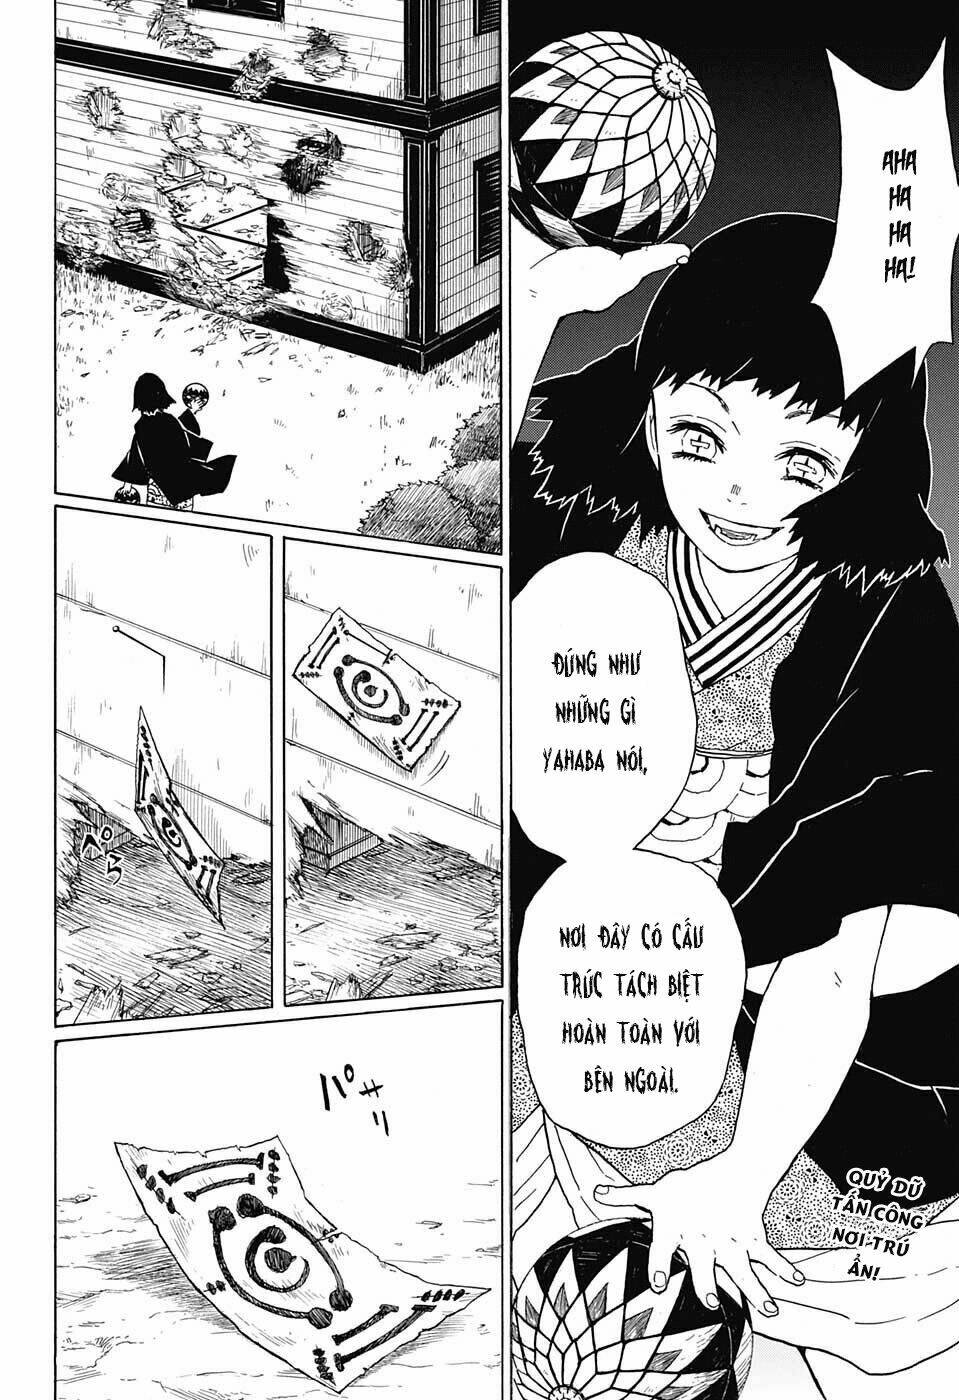 AHA
HA
HA
HA!
ĐÚNG NHƯ
NHỮNG GÌ
YAHABA NÓI,
NƠI ĐÂY CÓ CẤU
TRÚC TÁCH BIỆT
HOÀN TOÀN VỚI
BÊN NGOÀI.
QUỶ DỮ
TẤN CÔNG
NƠI TRÚ
ẨN!
ペら
パサリ